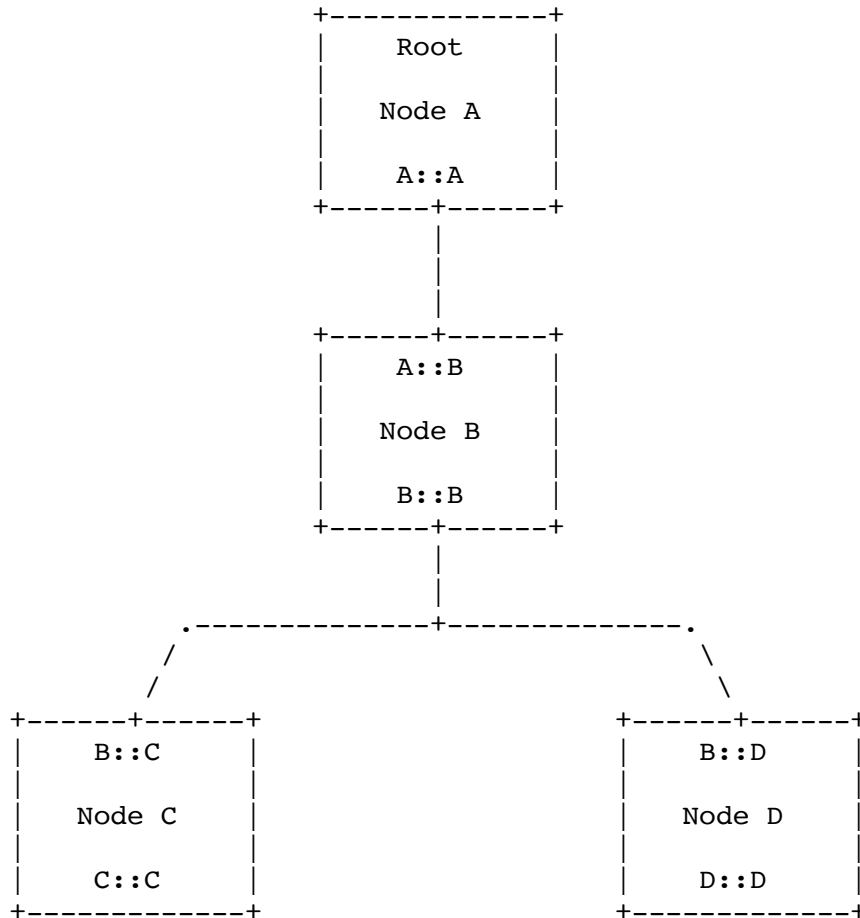 Root
Node A
A::A
A::B
Node B
B::B
B::C B::D
Node C Node D
C::C D::D